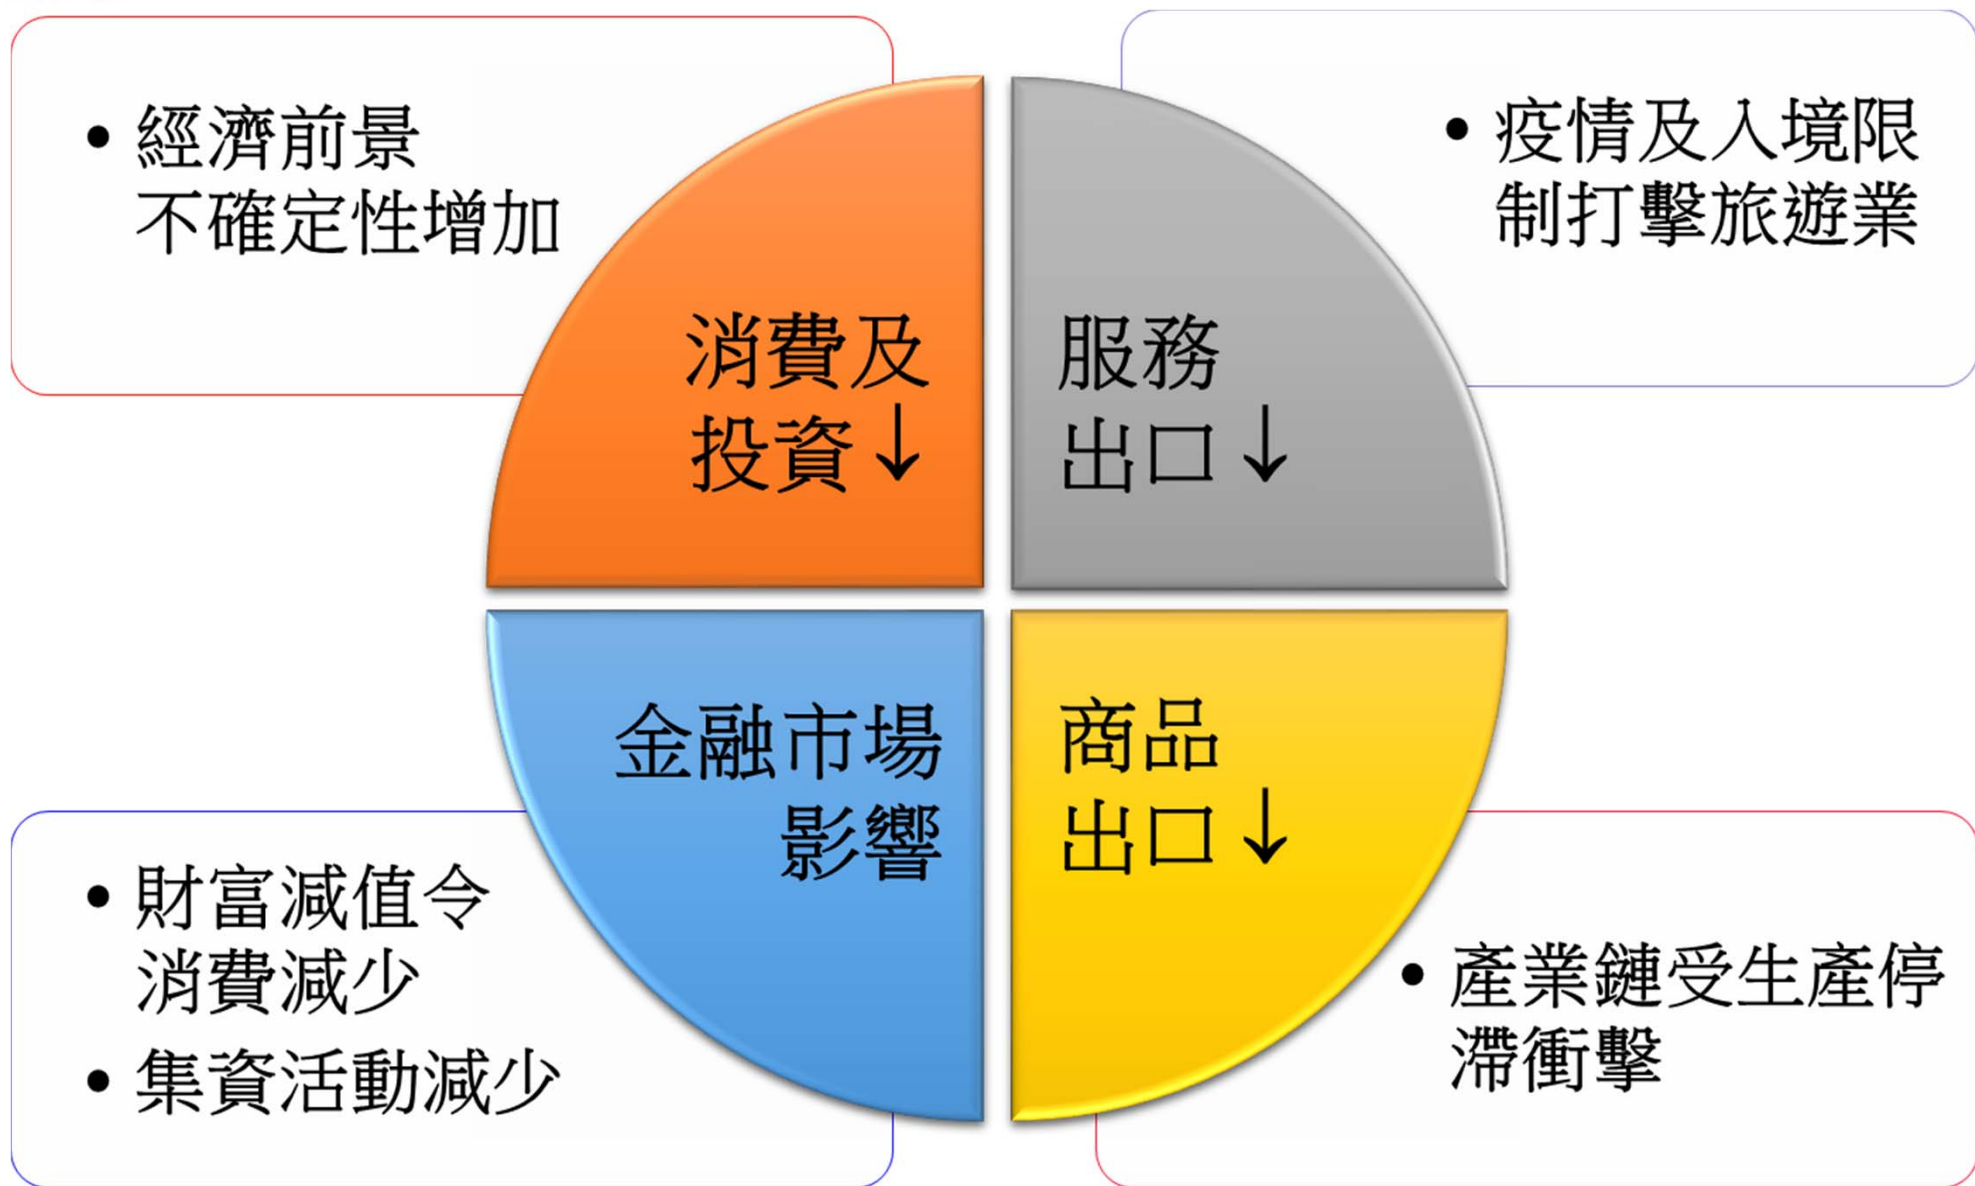 • 經濟前景
不確定性增加
消費及
投資↓
• 疫情及入境限
制打擊旅遊業
服務
出口↓
金融市場
影響
• 財富減值令
消費減少
• 集資活動減少
商品
出口↓
• 產業鏈受生產停
滯衝擊